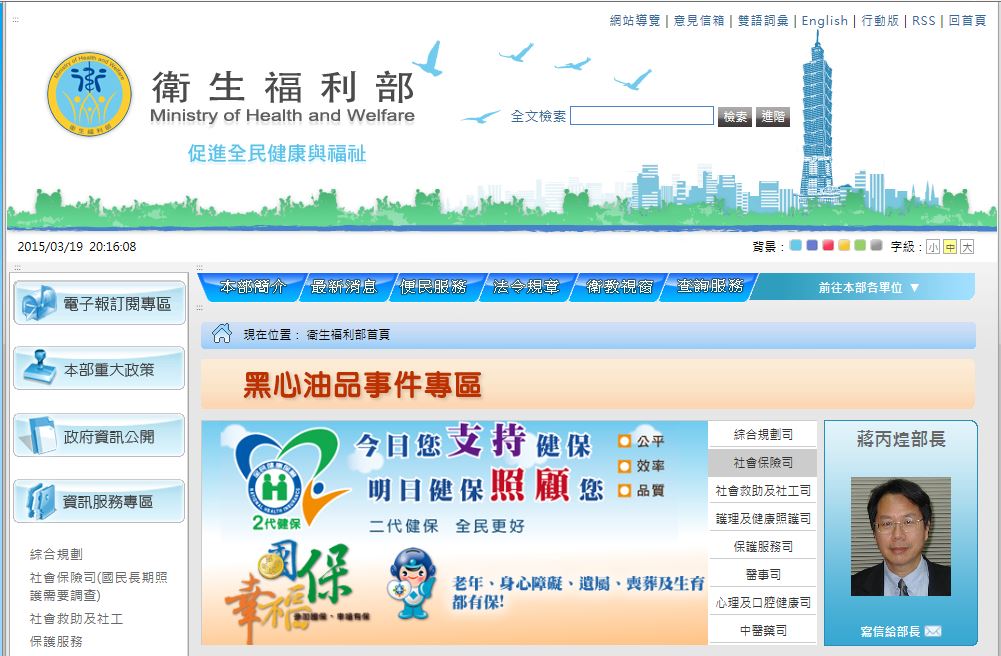 網站導覽 | 意見信箱 | 雙語詞彙 | English | 行動版 | RSS | 回首頁
Ministry of Health and Welfare
衛生福利部
衛生福利部
Ministry of Health and Welfare
促進全民健康與福祉
全文檢索 檢索 進階
2015/03/19 20:16:08
背景： 字級： 小 中 大
電子報訂閱專區
本部重大政策
政府資訊公開
資訊服務專區
綜合規劃
社會保險司(國民長期照
護需要調查)
社會救助及社工
保護服務
本部簡介 最新消息 便民服務 法令規章 衛教視窗 查詢服務 前往本部各單位 ▼
現在位置： 衛生福利部首頁
黑心油品事件專區
NATIONAL HEALTH INSURANCE
2代健保
今日您支持健保
明日健保照顧您
二代健保 全民更好
公平
效率
品質
國保
幸福
老年、身心障礙、遺屬、喪葬及生育
都有保!
綜合規劃司
社會保險司
社會救助及社工司
護理及健康照護司
保護服務司
醫事司
心理及口腔健康司
中醫藥司
蔣丙煌部長
寫信給部長